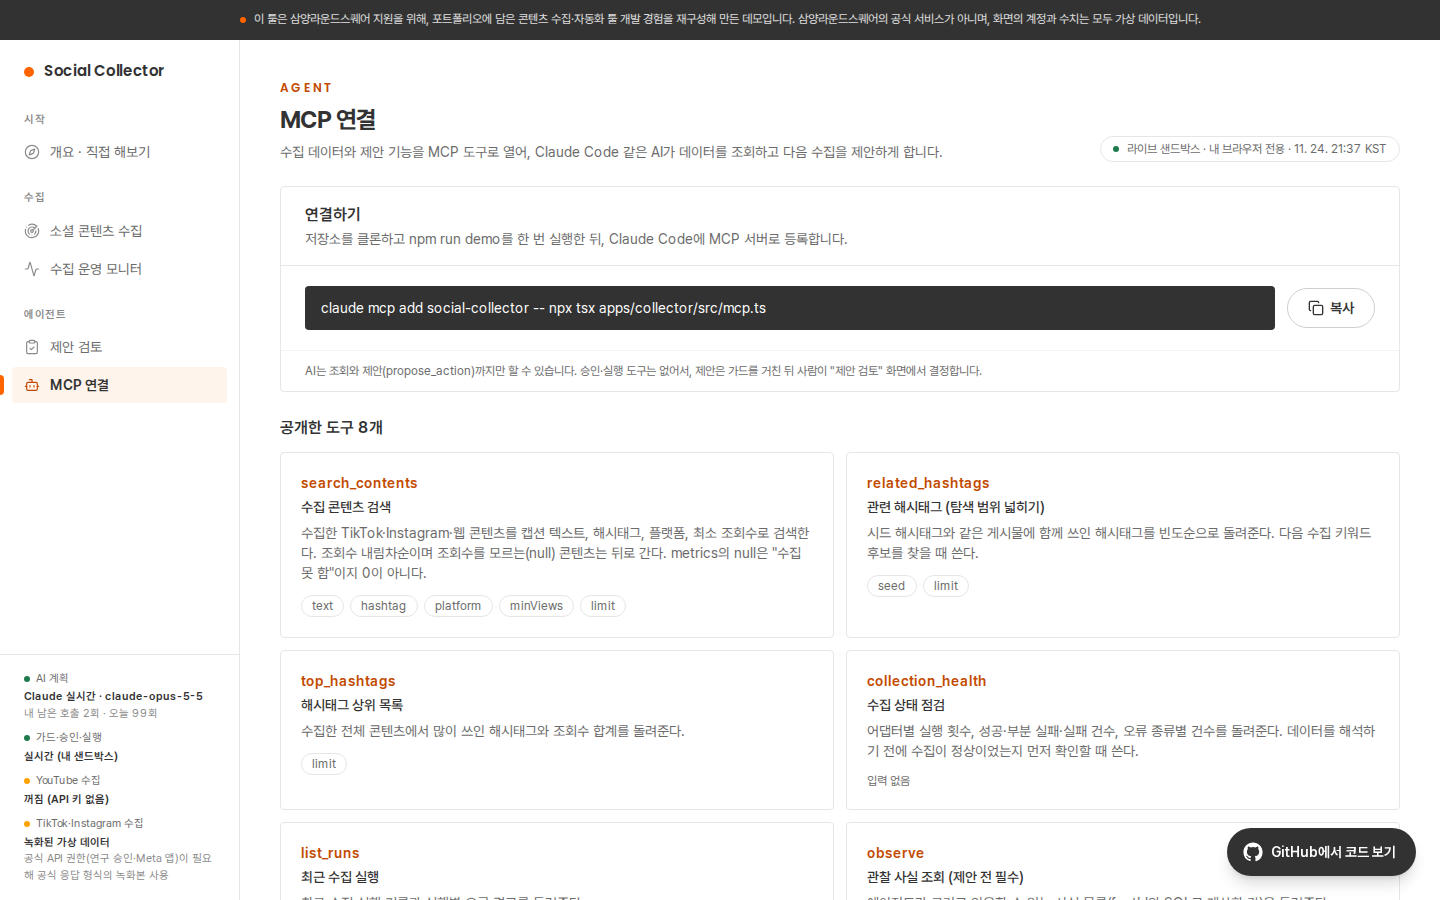 이 툴은 삼양라운드스퀘어 지원을 위해, 포트폴리오에 담은 콘텐츠 수집·자동화 툴 개발 경험을 재구성해 만든 데모입니다. 삼양라운드스퀘어의 공식 서비스가 아니며, 화면의 계정과 수치는 모두 가상 데이터입니다.
Social Collector
시작
개요 · 직접 해보기
수집
소셜 콘텐츠 수집
수집 운영 모니터
에이전트
제안 검토
MCP 연결
AI 계획
Claude 실시간 · claude-opus-5-5
내 남은 호출 2회 · 오늘 99회
가드·승인·실행
실시간 (내 샌드박스)
YouTube 수집
꺼짐 (API 키 없음)
TikTok·Instagram 수집
녹화된 가상 데이터
공식 API 권한(연구 승인·Meta 앱)이 필요
해 공식 응답 형식의 녹화본 사용
AGENT
MCP 연결
수집 데이터와 제안 기능을 MCP 도구로 열어, Claude Code 같은 AI가 데이터를 조회하고 다음 수집을 제안하게 합니다.
라이브 샌드박스 · 내 브라우저 전용 · 11. 24. 21:37 KST
연결하기
저장소를 클론하고 npm run demo를 한 번 실행한 뒤, Claude Code에 MCP 서버로 등록합니다.
claude mcp add social-collector -- npx tsx apps/collector/src/mcp.ts
복사
AI는 조회와 제안(propose_action)까지만 할 수 있습니다. 승인·실행 도구는 없어서, 제안은 가드를 거친 뒤 사람이 "제안 검토" 화면에서 결정합니다.
공개한 도구 8개
search_contents
수집 콘텐츠 검색
수집한 TikTok·Instagram·웹 콘텐츠를 캡션 텍스트, 해시태그, 플랫폼, 최소 조회수로 검색한
다. 조회수 내림차순이며 조회수를 모르는(null) 콘텐츠는 뒤로 간다. metrics의 null은 "수집
못 함"이지 0이 아니다.
text hashtag platform minViews limit
related_hashtags
관련 해시태그 (탐색 범위 넓히기)
시드 해시태그와 같은 게시물에 함께 쓰인 해시태그를 빈도순으로 돌려준다. 다음 수집 키워드
후보를 찾을 때 쓴다.
seed limit
top_hashtags
해시태그 상위 목록
수집한 전체 콘텐츠에서 많이 쓰인 해시태그와 조회수 합계를 돌려준다.
limit
collection_health
수집 상태 점검
어댑터별 실행 횟수, 성공·부분 실패·실패 건수, 오류 종류별 건수를 돌려준다. 데이터를 해석하
기 전에 수집이 정상이었는지 먼저 확인할 때 쓴다.
입력 없음
list_runs
최근 수집 실행
observe
관찰 사실 조회 (제안 전 필수)
GitHub에서 코드 보기